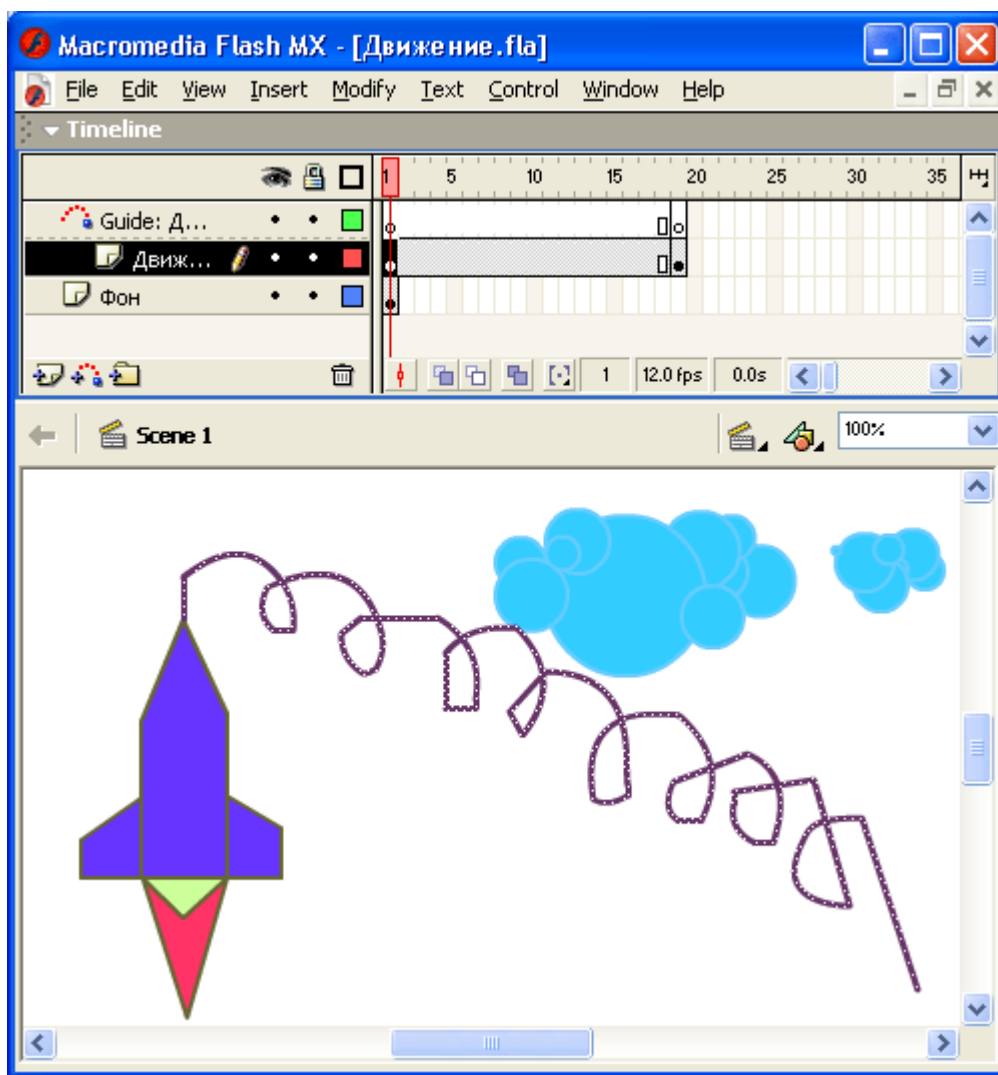 Macromedia Flash MX - [Движение.fla]
File Edit View Insert Modify Text Control Window Help
Timeline
1 5 10 15 20 25 30 35
Guide: Д...
Движ...
Фон
1 12.0 fps 0.0s
Scene 1 100%